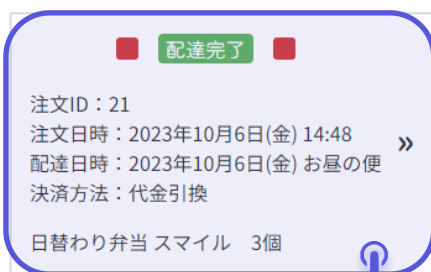 配達完了
注文ID：21
注文日時：2023年10月6日(金) 14:48
配達日時：2023年10月6日(金) お昼の便
決済方法：代金引換
日替わり弁当 スマイル　3個